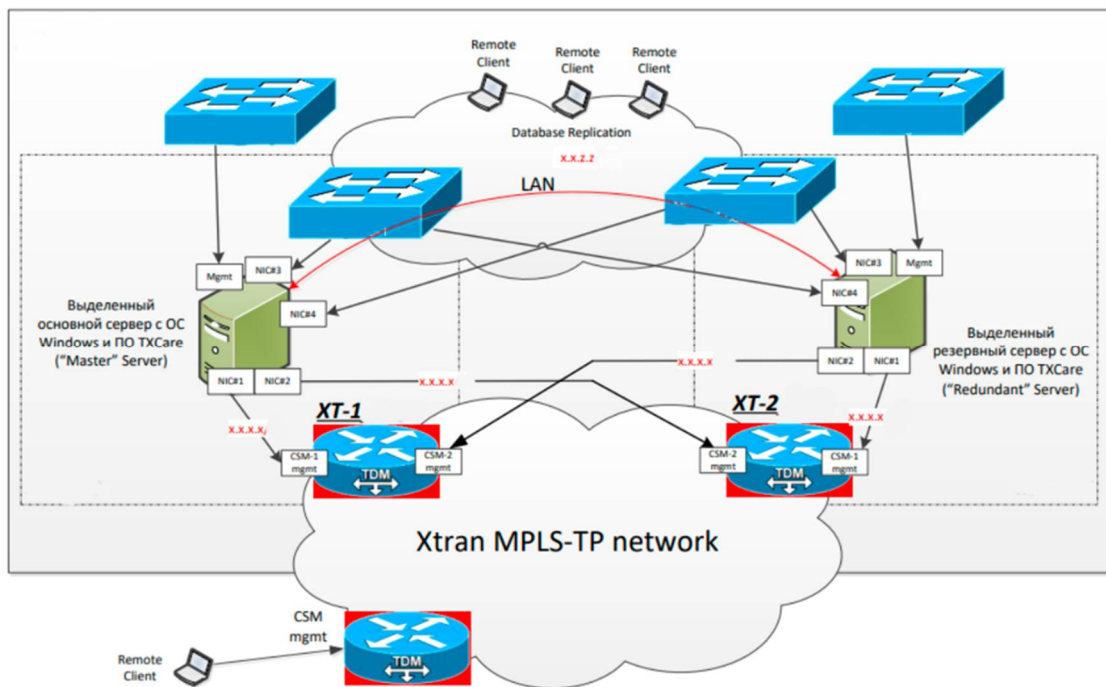 Remote
Client
Remote
Client
Remote
Client
Database Replication
x.x.z.z
LAN
Mgmt
NIC#3
NIC#4
NIC#3
Mgmt
NIC#4
Выделенный
основной сервер с ОС
Windows и ПО TXCare
("Master" Server)
NIC#1
NIC#2
x.x.x.x
x.x.x.x
NIC#2
NIC#1
Выделенный
резервный сервер с ОС
Windows и ПО TXCare
("Redundant" Server)
x.x.x.x/
x.x.x.x
XT-1
XT-2
CSM-1
mgmt
TDM
CSM-2
mgmt
CSM-2
mgmt
TDM
CSM-1
mgmt
Xtran MPLS-TP network
CSM
mgmt
TDM
Remote
Client